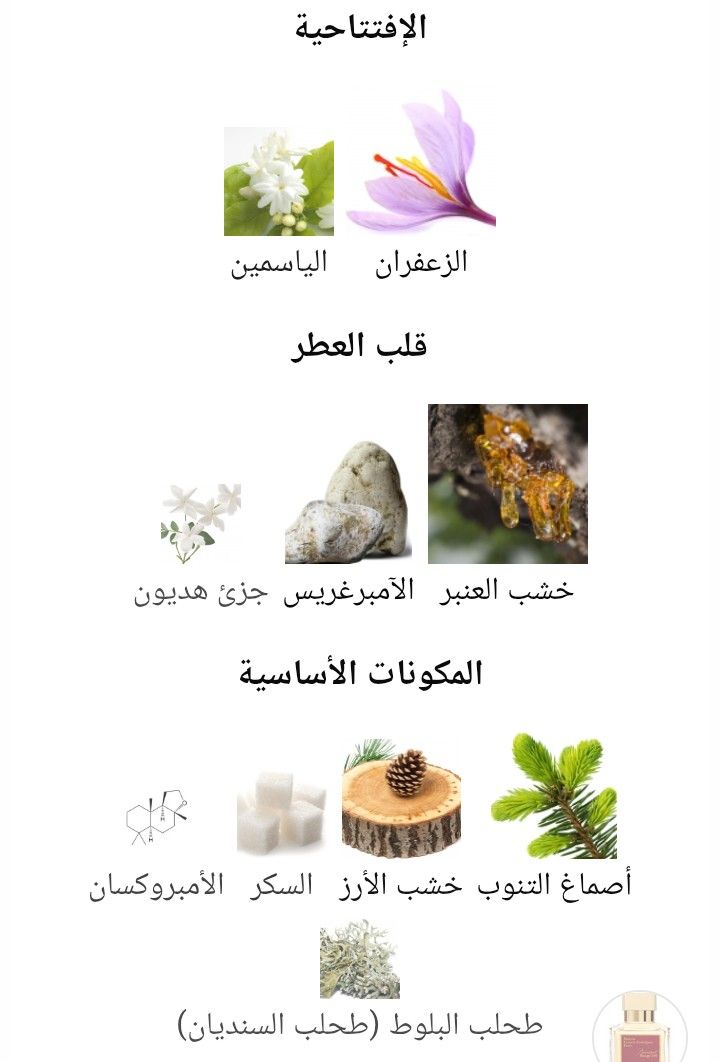 الإفتتاحية
الزعفران الياسمين
قلب العطر
خشب العنبر الآمبرغريس جزئ هديون
المكونات الأساسية
أصماغ التنوب خشب الأرز السكر الأمبروكسان
طحلب البلوط (طحلب السنديان)